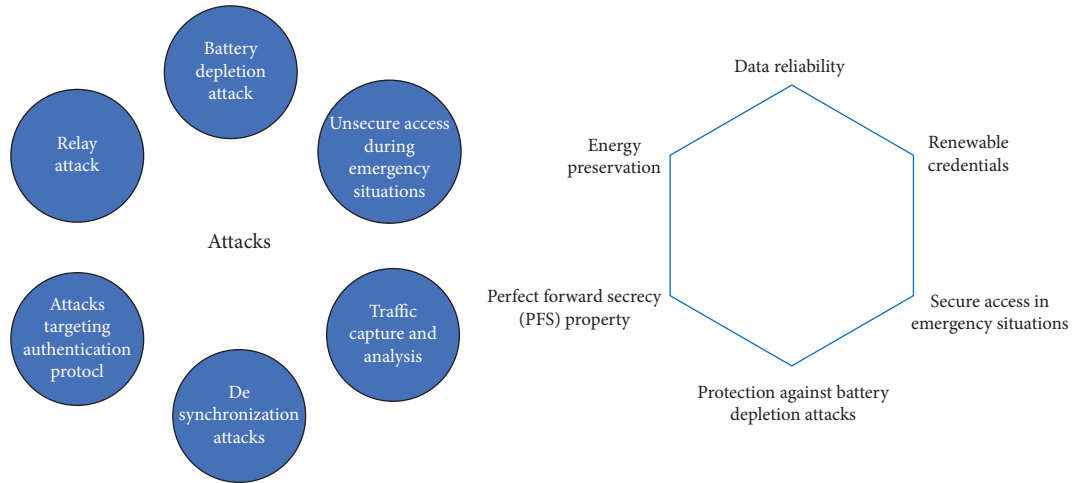 Battery
depletion
attack
Unsecure access
during
emergency
situations
Relay
attack
Attacks
Attacks
targeting
authentication
protocl
Traffic
capture and
analysis
De
synchronization
attacks
Data reliability
Energy
preservation
Renewable
credentials
Perfect forward secrecy
(PFS) property
Secure access in
emergency situations
Protection against battery
depletion attacks